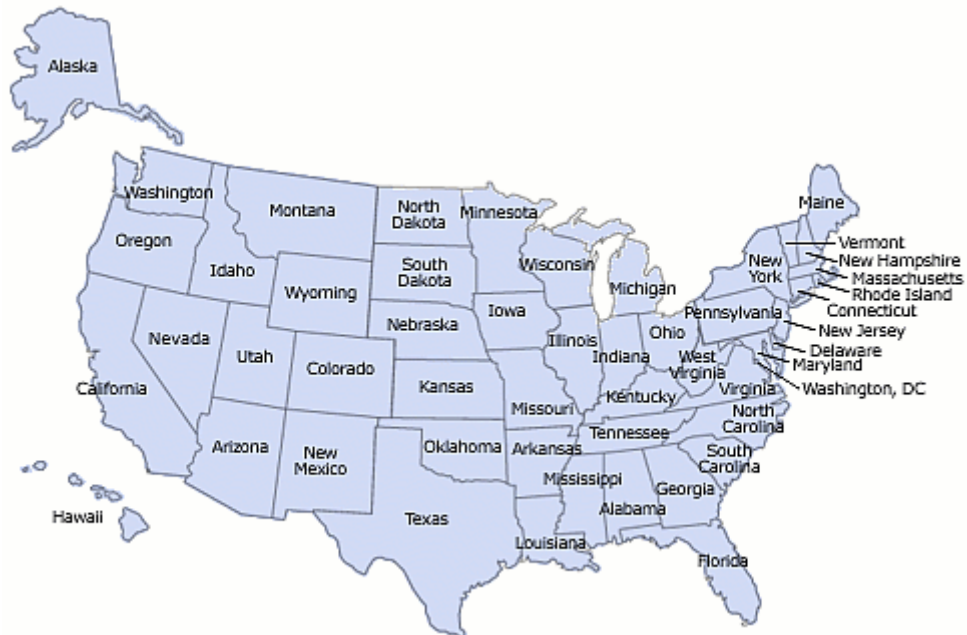 Alaska
Washington
Montana
North
Dakota
Minnesota
Maine
Oregon
Idaho
Wyoming
South
Dakota
Wisconsin
Michigan
New
York
Vermont
New Hampshire
Massachusetts
Rhode Island
Connecticut
Nevada
Utah
Colorado
Nebraska
Iowa
Illinois
Indiana
Ohio
Pennsylvania
New Jersey
Delaware
Maryland
Washington, DC
California
Kansas
Missouri
Kentucky
West
Virginia
Virginia
Arizona
New
Mexico
Oklahoma
Arkansas
Tennessee
North
Carolina
South
Carolina
Hawaii
Texas
Louisiana
Mississippi
Alabama
Georgia
Florida